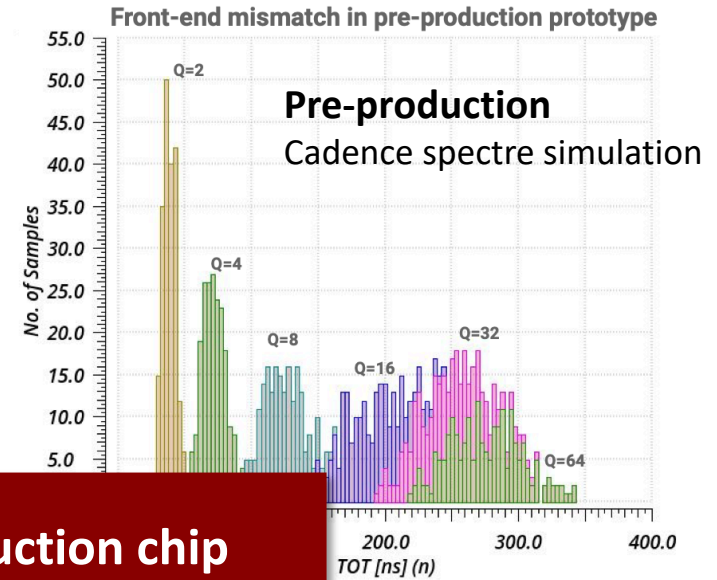 Front-end mismatch in pre-production prototype
55.0
50.0
45.0
40.0
35.0
30.0
25.0
20.0
15.0
10.0
5.0
No. of Samples
Q=2
Pre-production
Cadence spectre simulation
Q=4
Q=8
Q=16
Q=32
Q=64
200.0
300.0
400.0
TOT [ns] (n)
uction chip